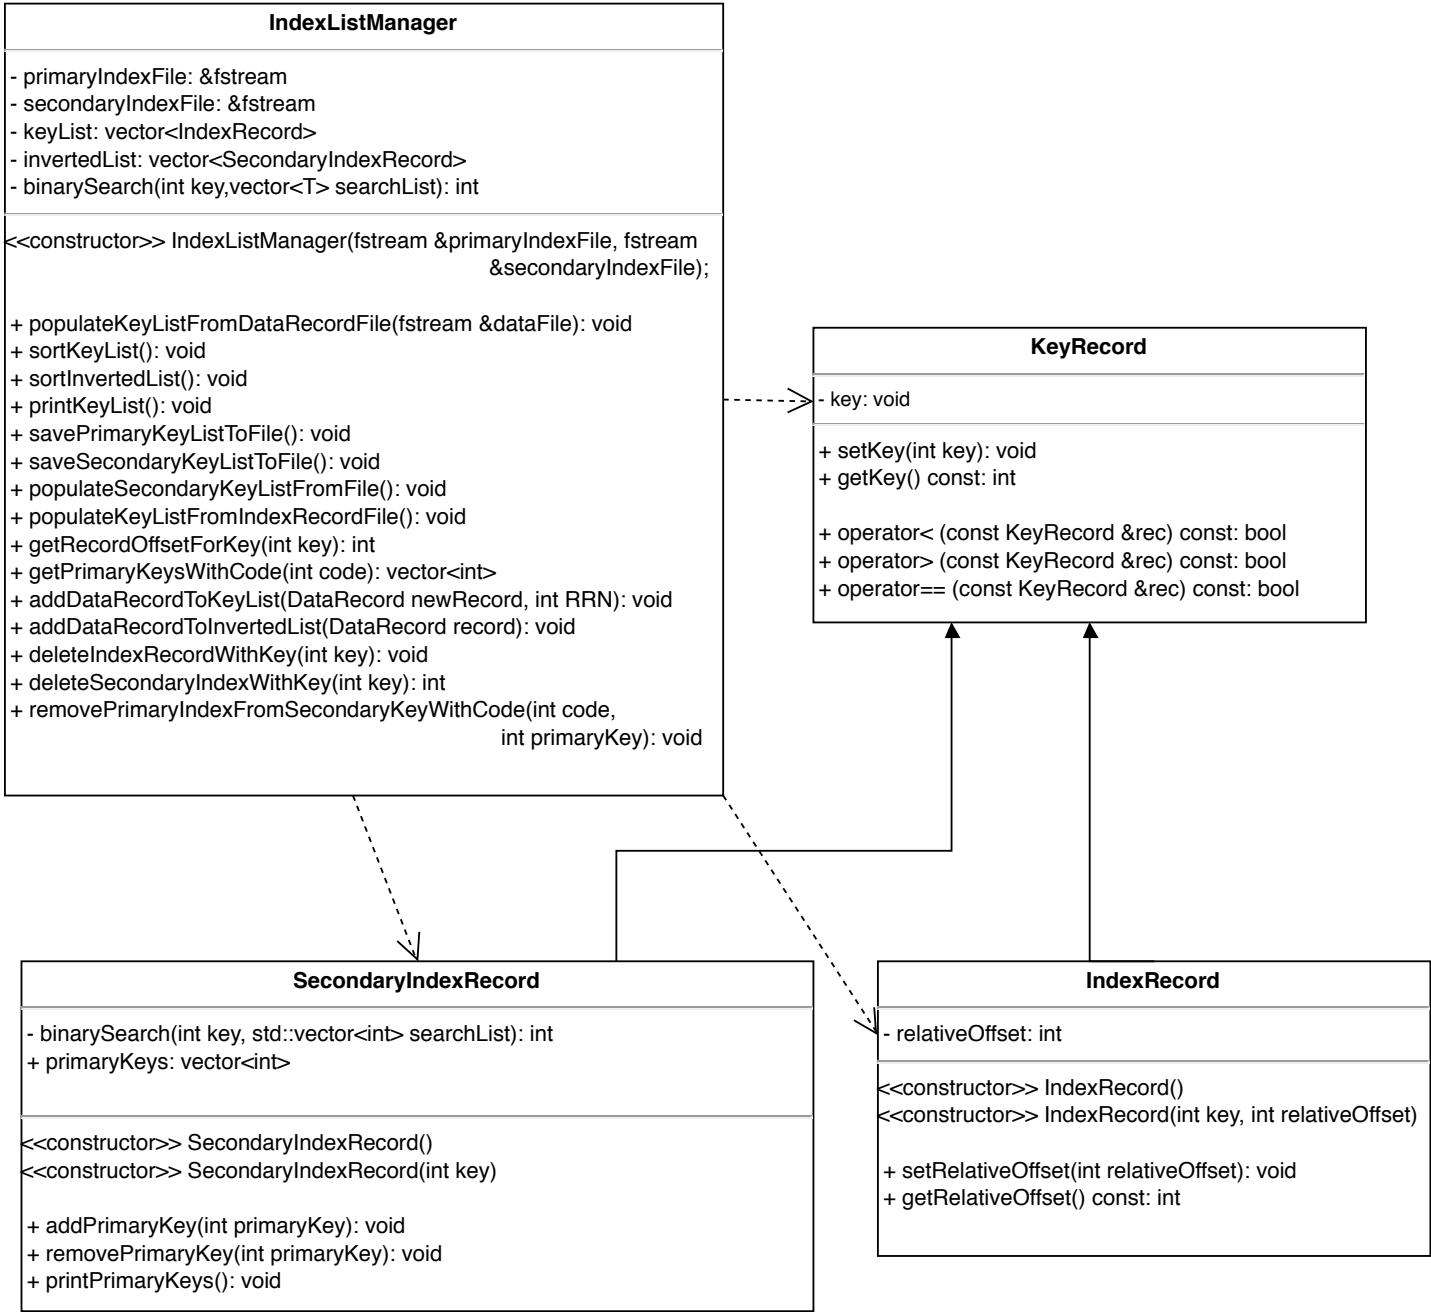 IndexListManager
- primaryIndexFile: &fstream
- secondaryIndexFile: &fstream
- keyList: vector<IndexRecord>
- invertedList: vector<SecondaryIndexRecord>
- binarySearch(int key,vector<T> searchList): int
<<constructor>> IndexListManager(fstream &primaryIndexFile, fstream
&secondaryIndexFile);
+ populateKeyListFromDataRecordFile(fstream &dataFile): void
+ sortKeyList(): void
+ sortInvertedList(): void
+ printKeyList(): void
+ savePrimaryKeyListToFile(): void
+ saveSecondaryKeyListToFile(): void
+ populateSecondaryKeyListFromFile(): void
+ populateKeyListFromIndexRecordFile(): void
+ getRecordOffsetForKey(int key): int
+ getPrimaryKeysWithCode(int code): vector<int>
+ addDataRecordToKeyList(DataRecord newRecord, int RRN): void
+ addDataRecordToInvertedList(DataRecord record): void
+ deleteIndexRecordWithKey(int key): void
+ deleteSecondaryIndexWithKey(int key): int
+ removePrimaryIndexFromSecondaryKeyWithCode(int code,
int primaryKey): void
KeyRecord
- key: void
+ setKey(int key): void
+ getKey() const: int
+ operator< (const KeyRecord &rec) const: bool
+ operator> (const KeyRecord &rec) const: bool
+ operator== (const KeyRecord &rec) const: bool
SecondaryIndexRecord
- binarySearch(int key, std::vector<int> searchList): int
+ primaryKeys: vector<int>
<<constructor>> SecondaryIndexRecord()
<<constructor>> SecondaryIndexRecord(int key)
+ addPrimaryKey(int primaryKey): void
+ removePrimaryKey(int primaryKey): void
+ printPrimaryKeys(): void
IndexRecord
- relativeOffset: int
<<constructor>> IndexRecord()
<<constructor>> IndexRecord(int key, int relativeOffset)
+ setRelativeOffset(int relativeOffset): void
+ getRelativeOffset() const: int